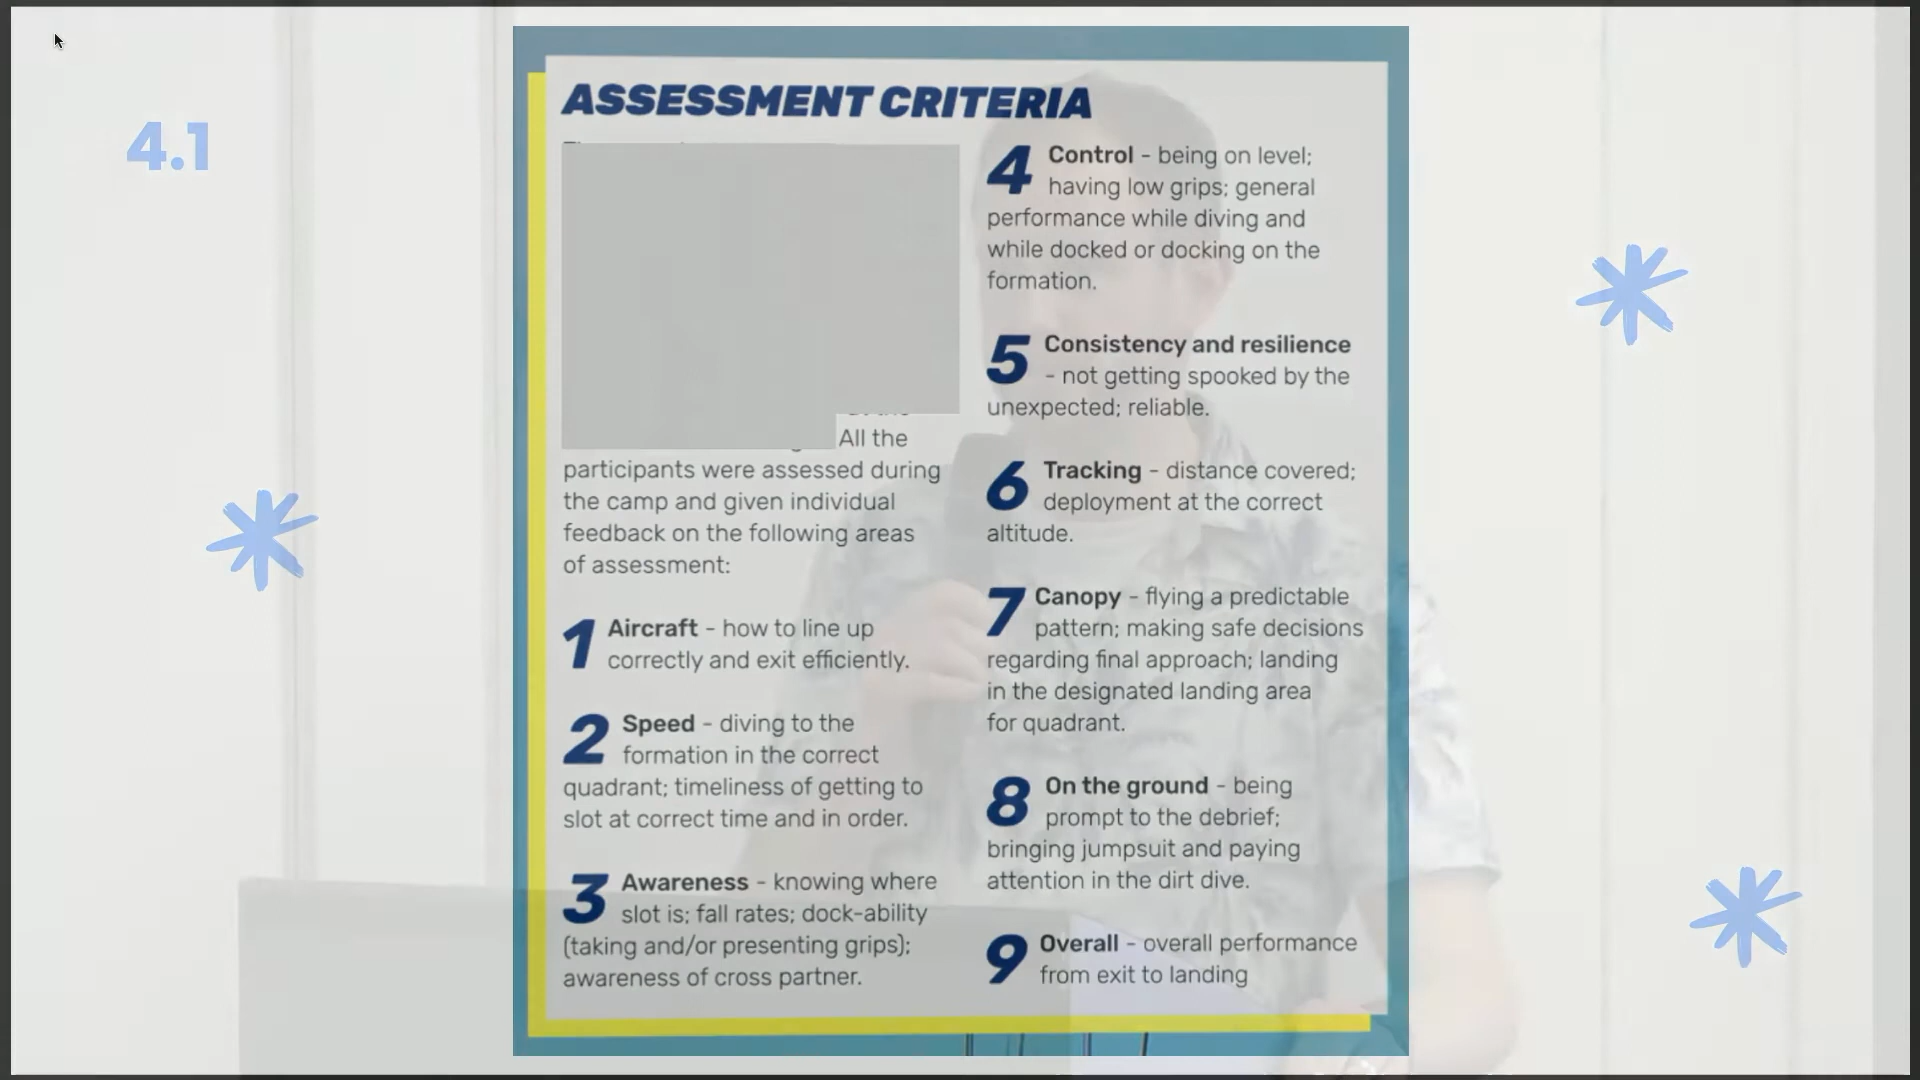 4.1
ASSESSMENT CRITERIA
All the
participants were assessed during
the camp and given individual
feedback on the following areas
of assessment:
1 Aircraft - how to line up
correctly and exit efficiently.
2 Speed - diving to the
formation in the correct
quadrant; timeliness of getting to
slot at correct time and in order.
3 Awareness - knowing where
slot is; fall rates; dock-ability
(taking and/or presenting grips);
awareness of cross partner.
4 Control - being on level;
having low grips; general
performance while diving and
while docked or docking on the
formation.
5 Consistency and resilience
- not getting spooked by the
unexpected; reliable.
6 Tracking - distance covered;
deployment at the correct
altitude.
7 Canopy - flying a predictable
pattern; making safe decisions
regarding final approach; landing
in the designated landing area
for quadrant.
8 On the ground - being
prompt to the debrief;
bringing jumpsuit and paying
attention in the dirt dive.
9 Overall - overall performance
from exit to landing